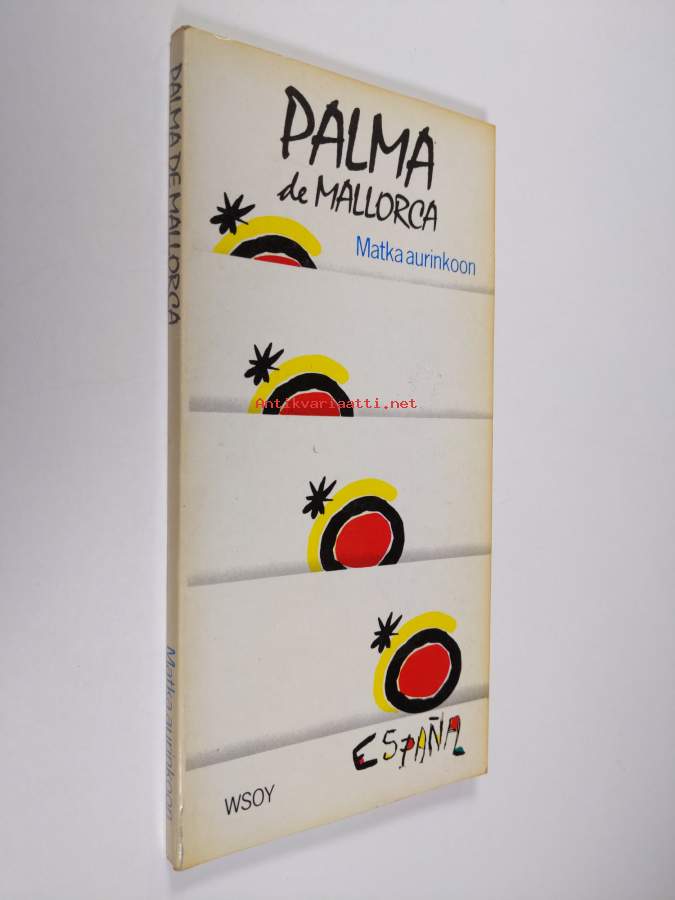 PALMA DE MALLORCA
Matka aurinkoon
PALMA
de MALLORCA
Matka aurinkoon
Antikvariaatti.net
ESPAÑA
WSOY